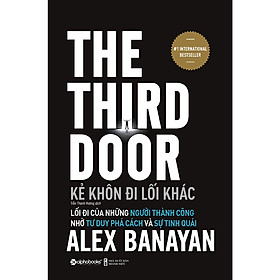 #1 INTERNATIONAL
BESTSELLER
THE
THIRD
DOOR
KẺ KHÔN ĐI LỐI KHÁC
Trần Thanh Hương dịch
LỐI ĐI CỦA NHỮNG NGƯỜI THÀNH CÔNG
NHỜ TƯ DUY PHÁ CÁCH VÀ SỰ TINH QUÁI
ALEX BANAYAN
alphabooks